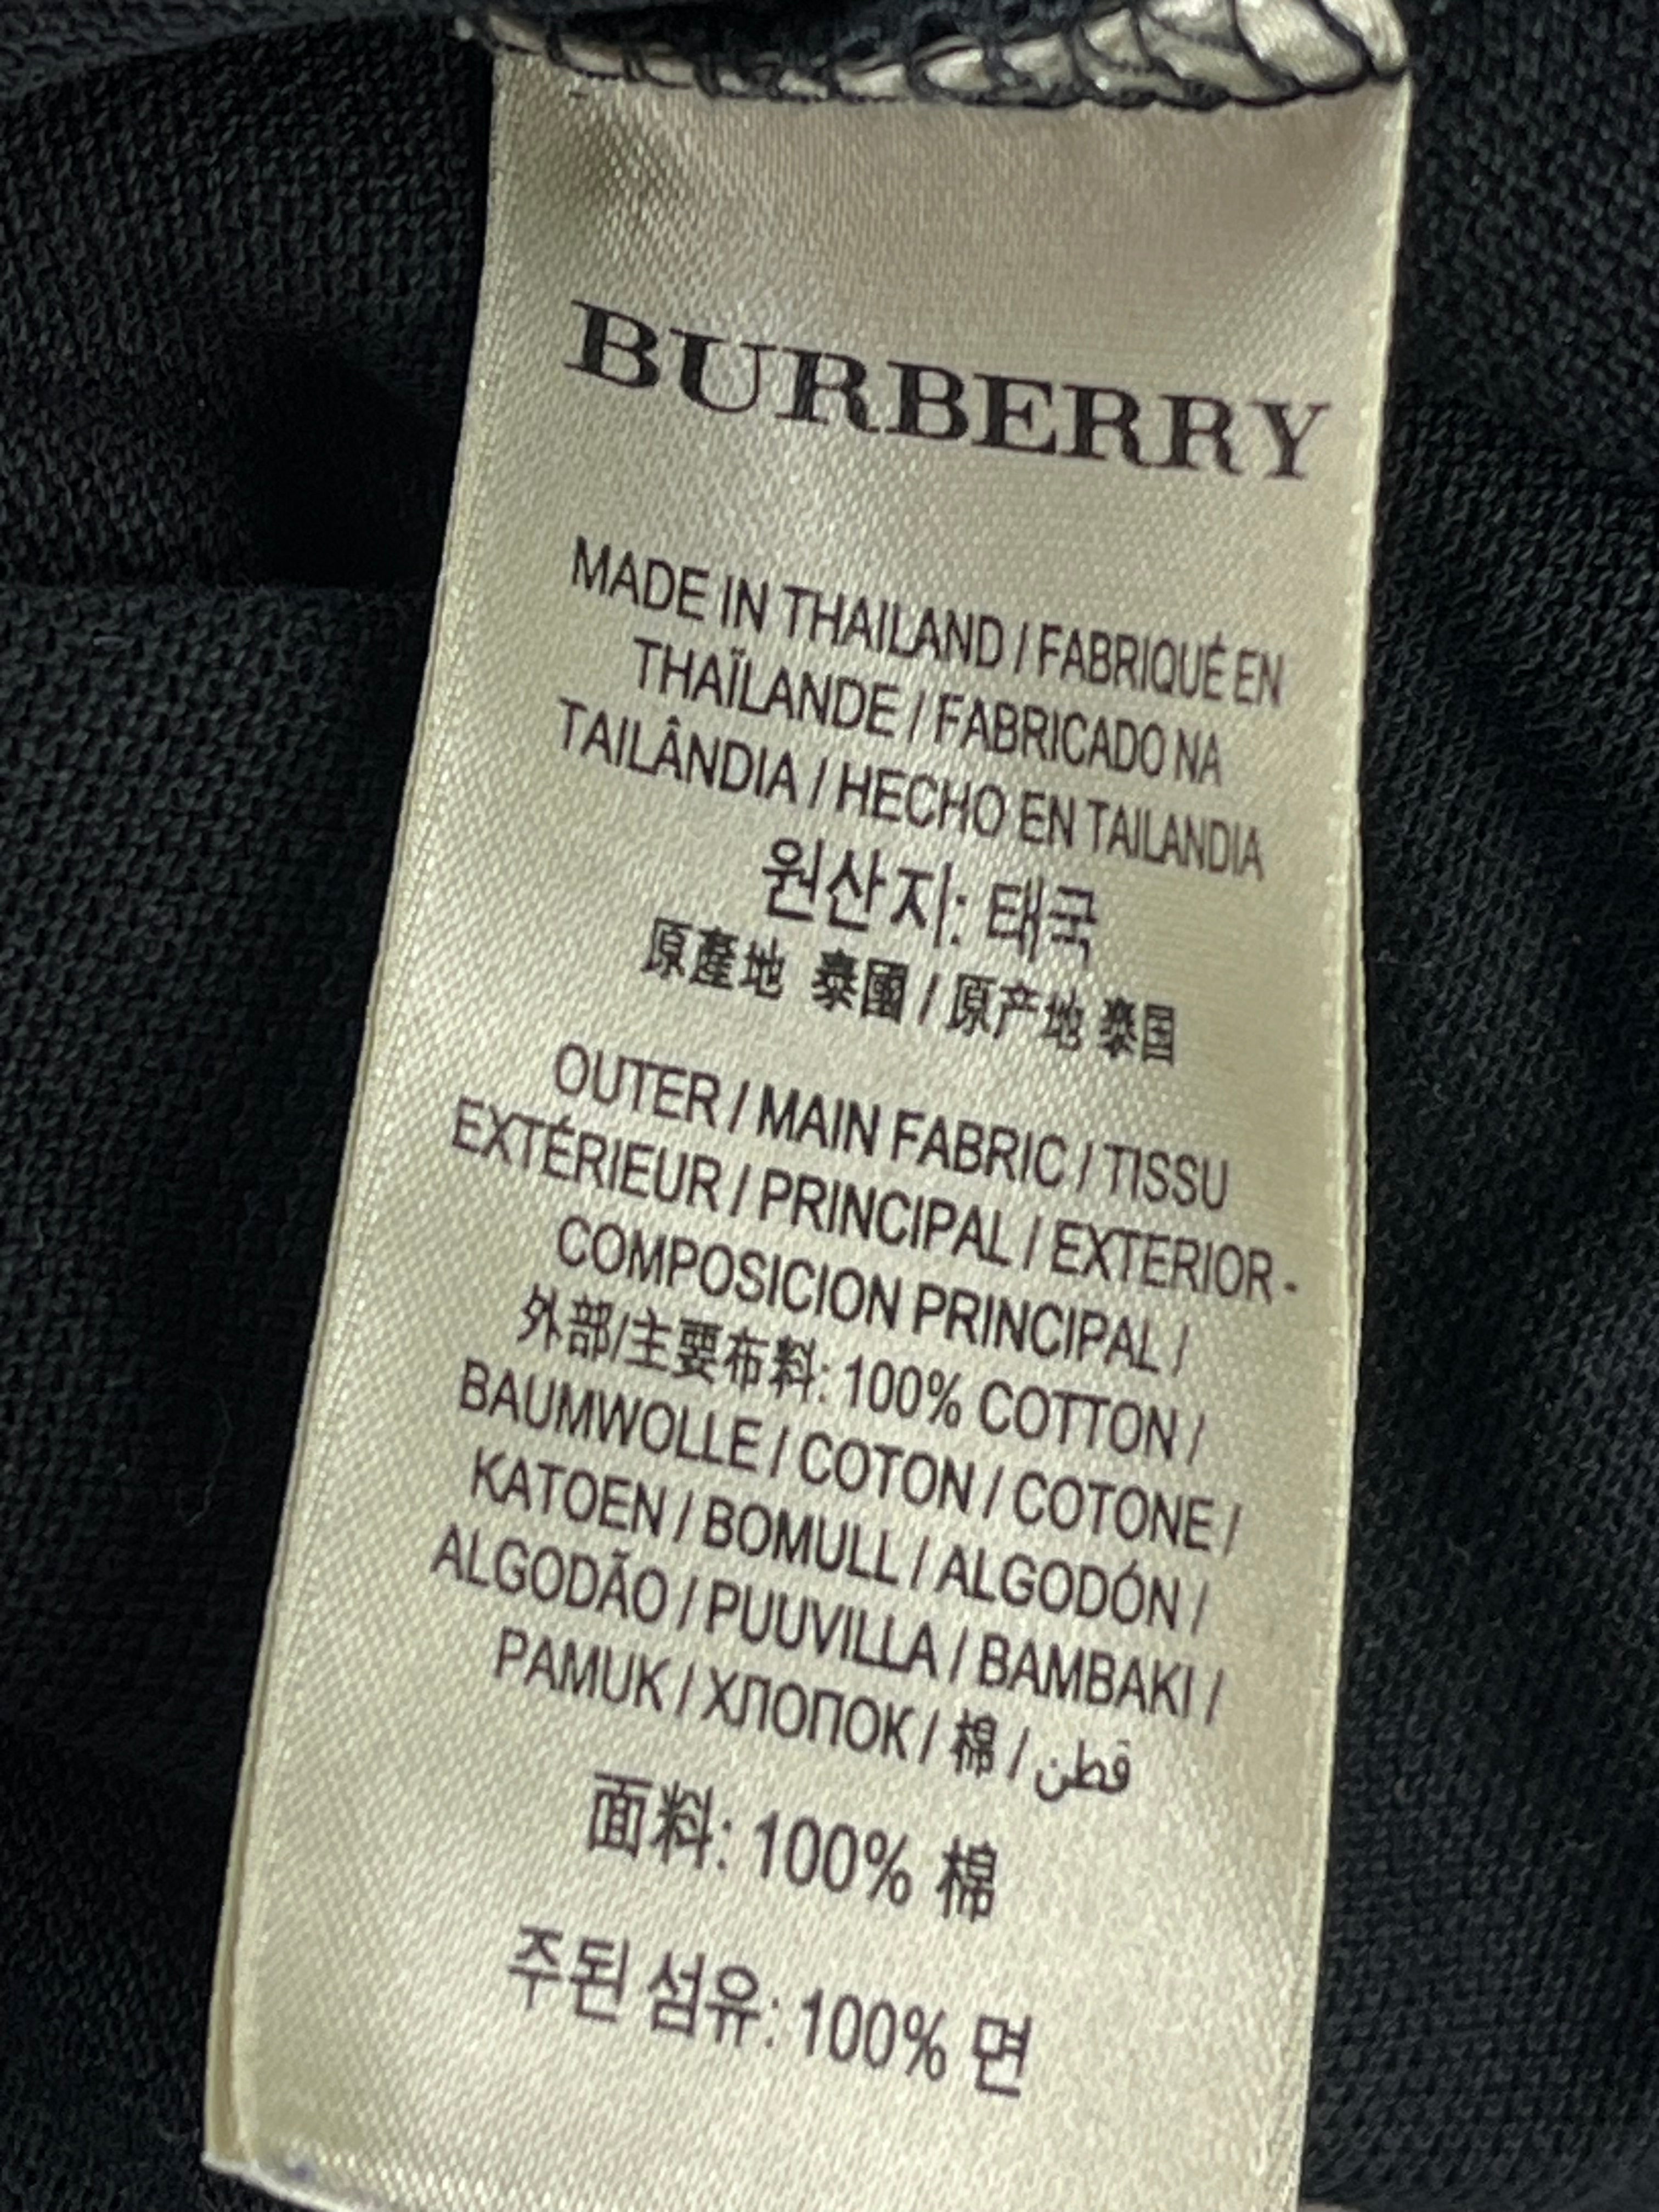 BURBERRY
MADE IN THAILAND / FABRIQUÉ EN
THAÏLANDE / FABRICADO NA
TAILÂNDIA / HECHO EN TAILANDIA
원산지: 태국
原產地 泰國 / 原产地 泰国
OUTER / MAIN FABRIC / TISSU
EXTÉRIEUR / PRINCIPAL / EXTERIOR -
COMPOSICION PRINCIPAL /
外部/主要布料: 100% COTTON /
BAUMWOLLE / COTON / COTONE /
KATOEN / BOMULL / ALGODÓN /
ALGODÃO / PUUVILLA / BAMBAKI /
PAMUK / ХЛОПОК / 棉 / قطن
面料: 100% 棉
주된 섬유: 100% 면